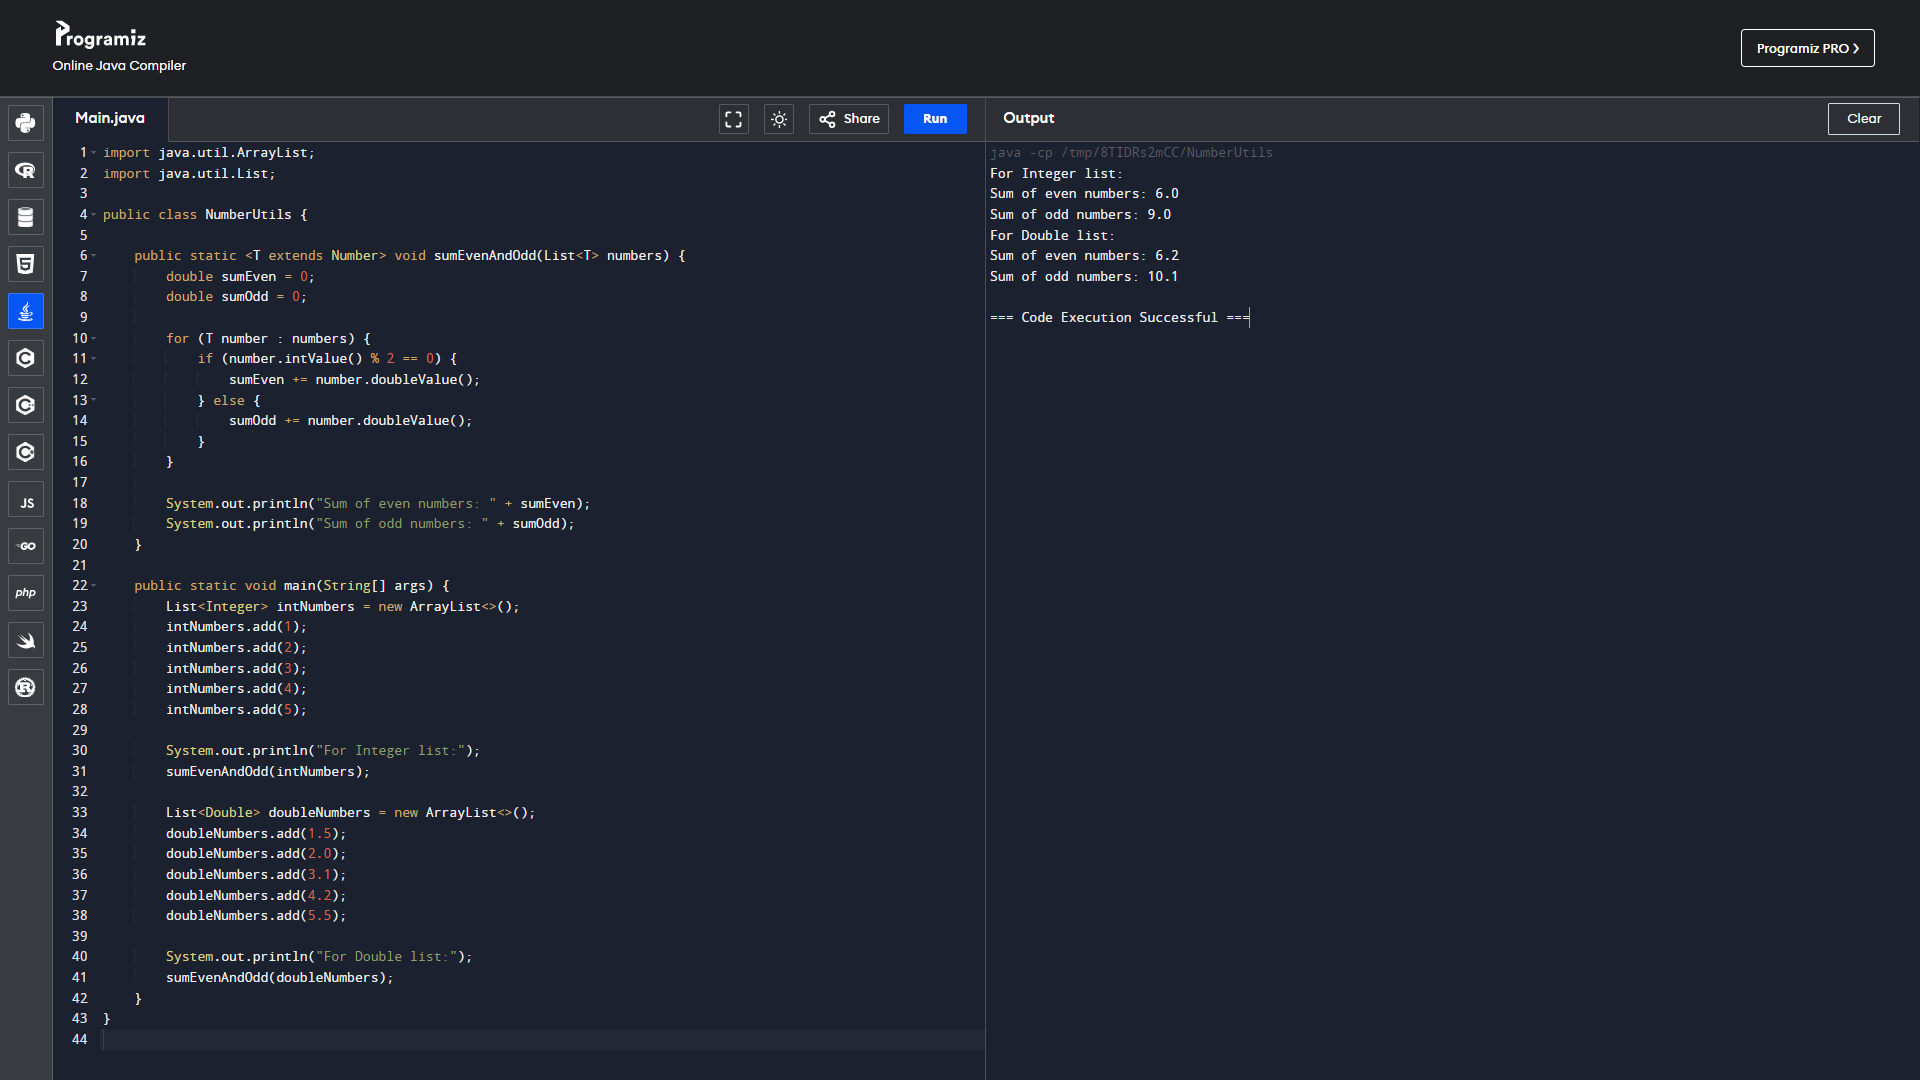 Programiz
Online Java Compiler
Programiz PRO ❯
Main.java
Share
Run
Output
Clear
1 import java.util.ArrayList;
2 import java.util.List;
3
4 public class NumberUtils {
5
6     public static <T extends Number> void sumEvenAndOdd(List<T> numbers) {
7         double sumEven = 0;
8         double sumOdd = 0;
9
10         for (T number : numbers) {
11             if (number.intValue() % 2 == 0) {
12                 sumEven += number.doubleValue();
13             } else {
14                 sumOdd += number.doubleValue();
15             }
16         }
17
18         System.out.println("Sum of even numbers: " + sumEven);
19         System.out.println("Sum of odd numbers: " + sumOdd);
20     }
21
22     public static void main(String[] args) {
23         List<Integer> intNumbers = new ArrayList<>();
24         intNumbers.add(1);
25         intNumbers.add(2);
26         intNumbers.add(3);
27         intNumbers.add(4);
28         intNumbers.add(5);
29
30         System.out.println("For Integer list:");
31         sumEvenAndOdd(intNumbers);
32
33         List<Double> doubleNumbers = new ArrayList<>();
34         doubleNumbers.add(1.5);
35         doubleNumbers.add(2.0);
36         doubleNumbers.add(3.1);
37         doubleNumbers.add(4.2);
38         doubleNumbers.add(5.5);
39
40         System.out.println("For Double list:");
41         sumEvenAndOdd(doubleNumbers);
42     }
43 }
44
java -cp /tmp/8TIDRs2mCC/NumberUtils
For Integer list:
Sum of even numbers: 6.0
Sum of odd numbers: 9.0
For Double list:
Sum of even numbers: 6.2
Sum of odd numbers: 10.1
=== Code Execution Successful ===
R
5
C
C
C
JS
GO
php
R